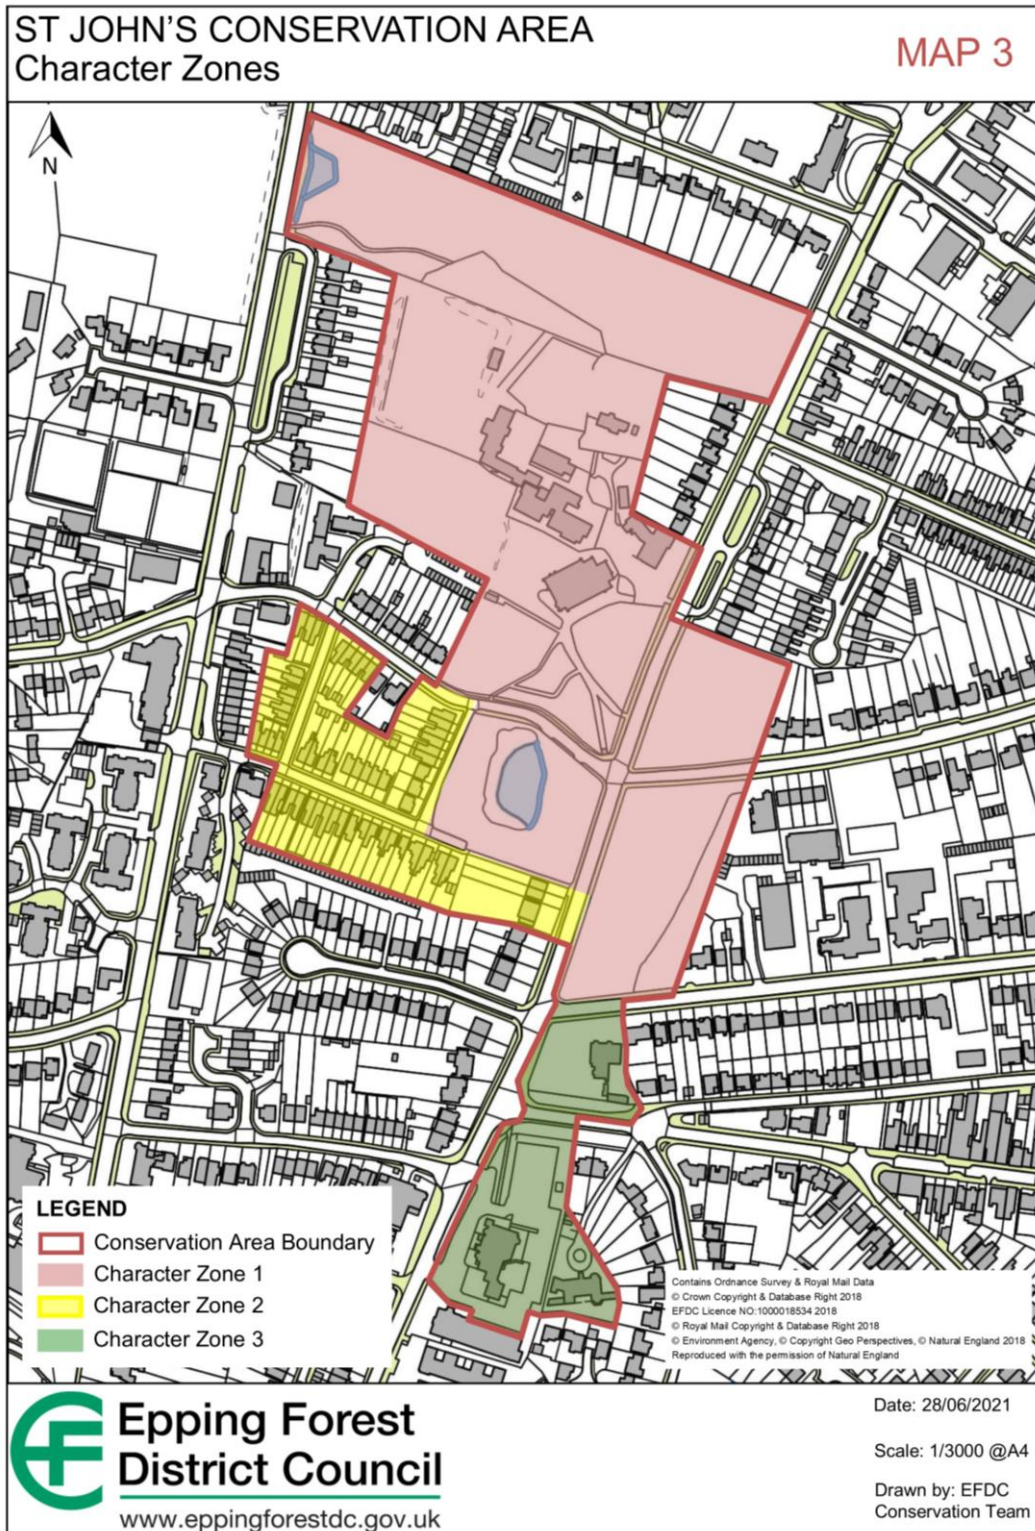 ST JOHN'S CONSERVATION AREA
Character Zones
MAP 3
N
LEGEND
Conservation Area Boundary
Character Zone 1
Character Zone 2
Character Zone 3
Contains Ordnance Survey & Royal Mail Data
© Crown Copyright & Database Right 2018
EFDC Licence NO:1000018534 2018
© Royal Mail Copyright & Database Right 2018
© Environment Agency, © Copyright Geo Perspectives, © Natural England 2018
Reproduced with the permission of Natural England
Epping Forest
District Council
www.eppingforestdc.gov.uk
Date: 28/06/2021
Scale: 1/3000 @A4
Drawn by: EFDC
Conservation Team